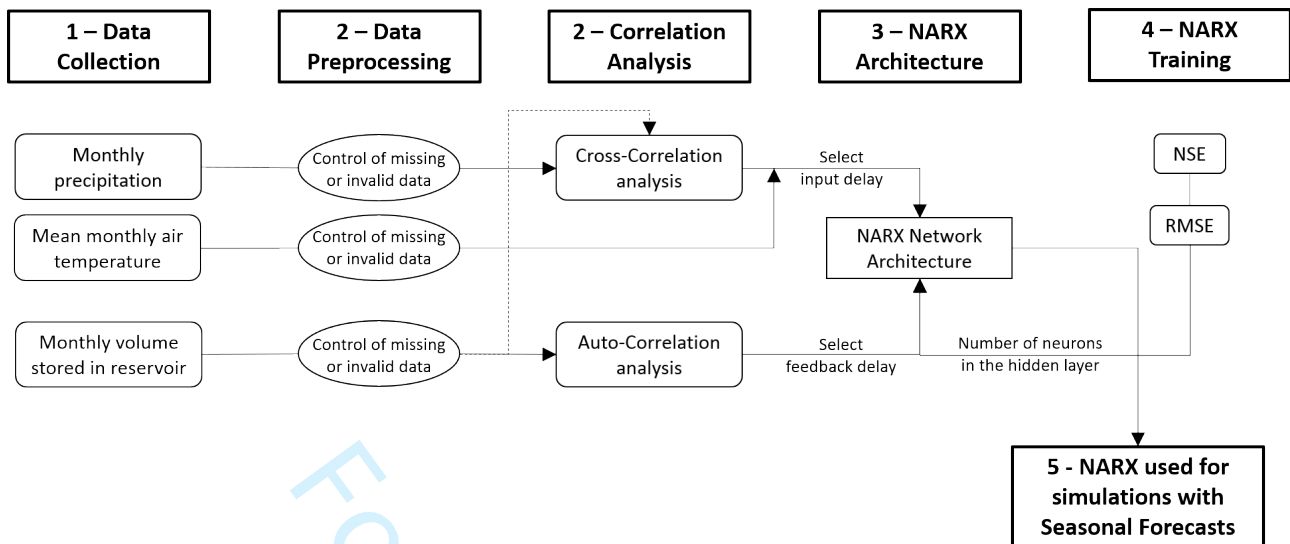 1 – Data
Collection
2 – Data
Preprocessing
2 – Correlation
Analysis
3 – NARX
Architecture
4 – NARX
Training
Monthly
precipitation
Control of missing
or invalid data
Cross-Correlation
analysis
Select
input delay
NSE
Mean monthly air
temperature
Control of missing
or invalid data
NARX Network
Architecture
RMSE
Monthly volume
stored in reservoir
Control of missing
or invalid data
Auto-Correlation
analysis
Select
feedback delay
Number of neurons
in the hidden layer
5 - NARX used for
simulations with
Seasonal Forecasts
Fo